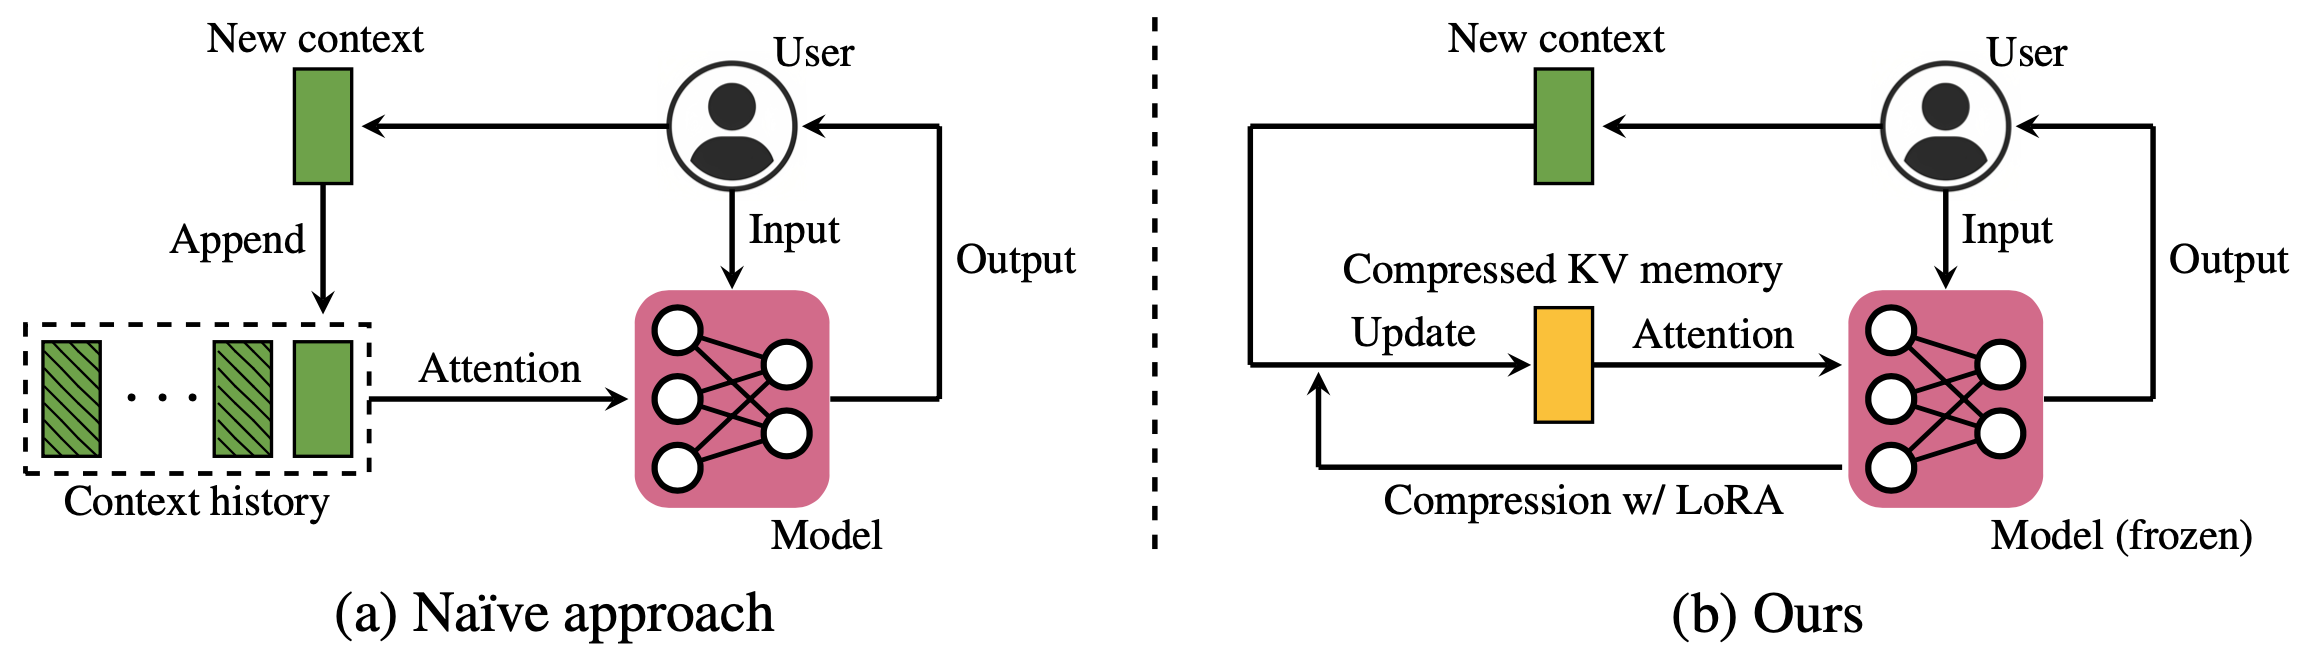 New context
User
Append
Input
Output
Attention
Context history
Model
(a) Naïve approach
New context
User
Input
Output
Compressed KV memory
Update
Attention
Compression w/ LoRA
Model (frozen)
(b) Ours